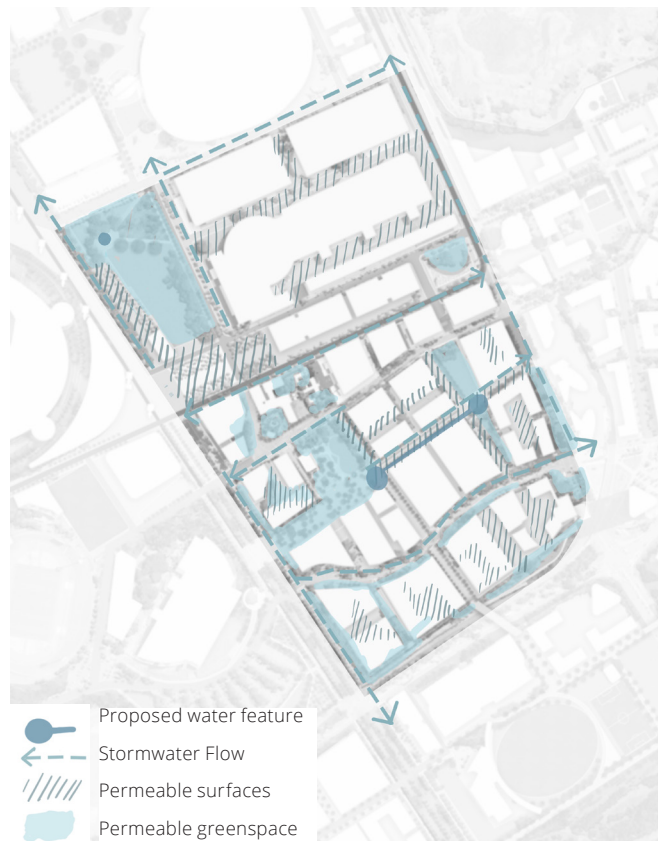 Proposed water feature
Stormwater Flow
Permeable surfaces
Permeable greenspace